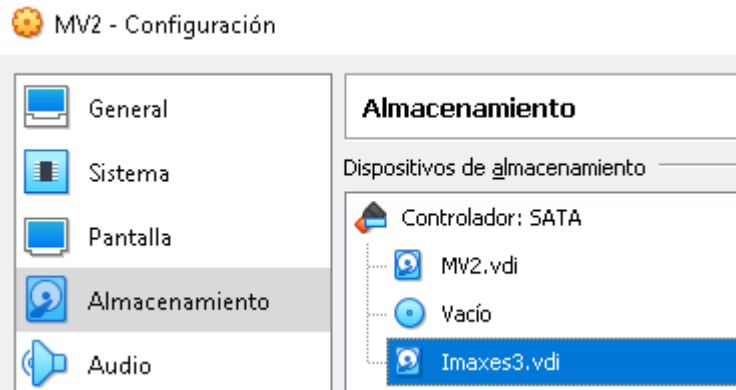 MV2 - Configuración
General
Sistema
Pantalla
Almacenamiento
Audio
Almacenamiento
Dispositivos de almacenamiento
Controlador: SATA
MV2.vdi
Vacío
Imaxes3.vdi